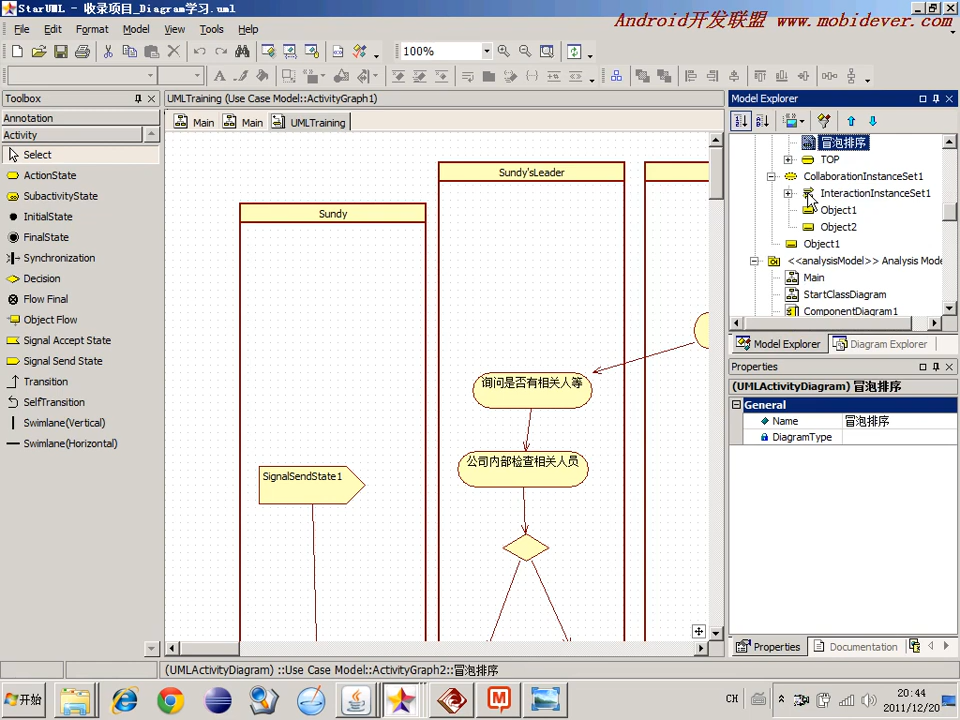 StarUML - 收录项目_Diagram学习.uml
Android开发联盟 www.mobidever.com
File Edit Format Model View Tools Help
100%
Toolbox
UMLTraining (Use Case Model::ActivityGraph1)
Model Explorer
Annotation
Main Main UMLTraining
Activity
Select
ActionState
SubactivityState
InitialState
FinalState
Synchronization
Decision
Flow Final
Object Flow
Signal Accept State
Signal Send State
Transition
SelfTransition
Swimlane(Vertical)
Swimlane(Horizontal)
Sundy
Sundy'sLeader
询问是否有相关人等
公司内部检查相关人员
SignalSendState1
冒泡排序
TOP
CollaborationInstanceSet1
InteractionInstanceSet1
Object1
Object2
Object1
<<analysisModel>> Analysis Mode
Main
StartClassDiagram
ComponentDiagram1
Model Explorer Diagram Explorer
Properties
(UMLActivityDiagram) 冒泡排序
General
Name 冒泡排序
DiagramType
Properties Documentation
(UMLActivityDiagram) ::Use Case Model::ActivityGraph2::冒泡排序
开始
CH
20:44
2011/12/20